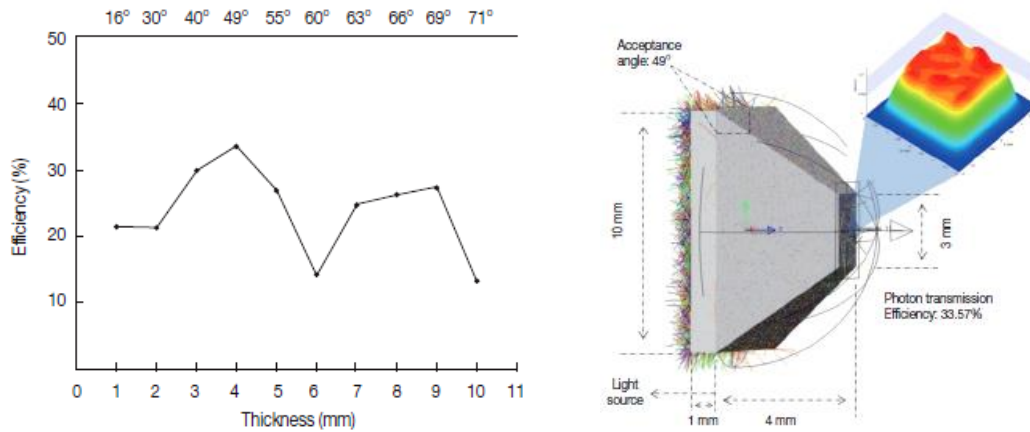 16° 30° 40° 49° 55° 60° 63° 66° 69° 71°
50
40
30
20
10
0 1 2 3 4 5 6 7 8 9 10 11
Efficiency (%)
Thickness (mm)
Acceptance
angle: 49°
10 mm
3 mm
Photon transmission
Efficiency: 33.57%
Light
source
1 mm
4 mm